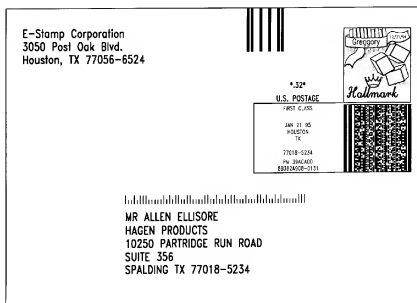 E-Stamp Corporation
3050 Post Oak Blvd.
Houston, TX 77056-6524
Greggory
Hallmark
*.32*
U.S. POSTAGE
FIRST CLASS
JAN 21 95
HOUSTON
TX
77018-5234
MR ALLEN ELLISORE
HAGEN PRODUCTS
10250 PARTRIDGE RUN ROAD
SUITE 356
SPALDING TX 77018-5234